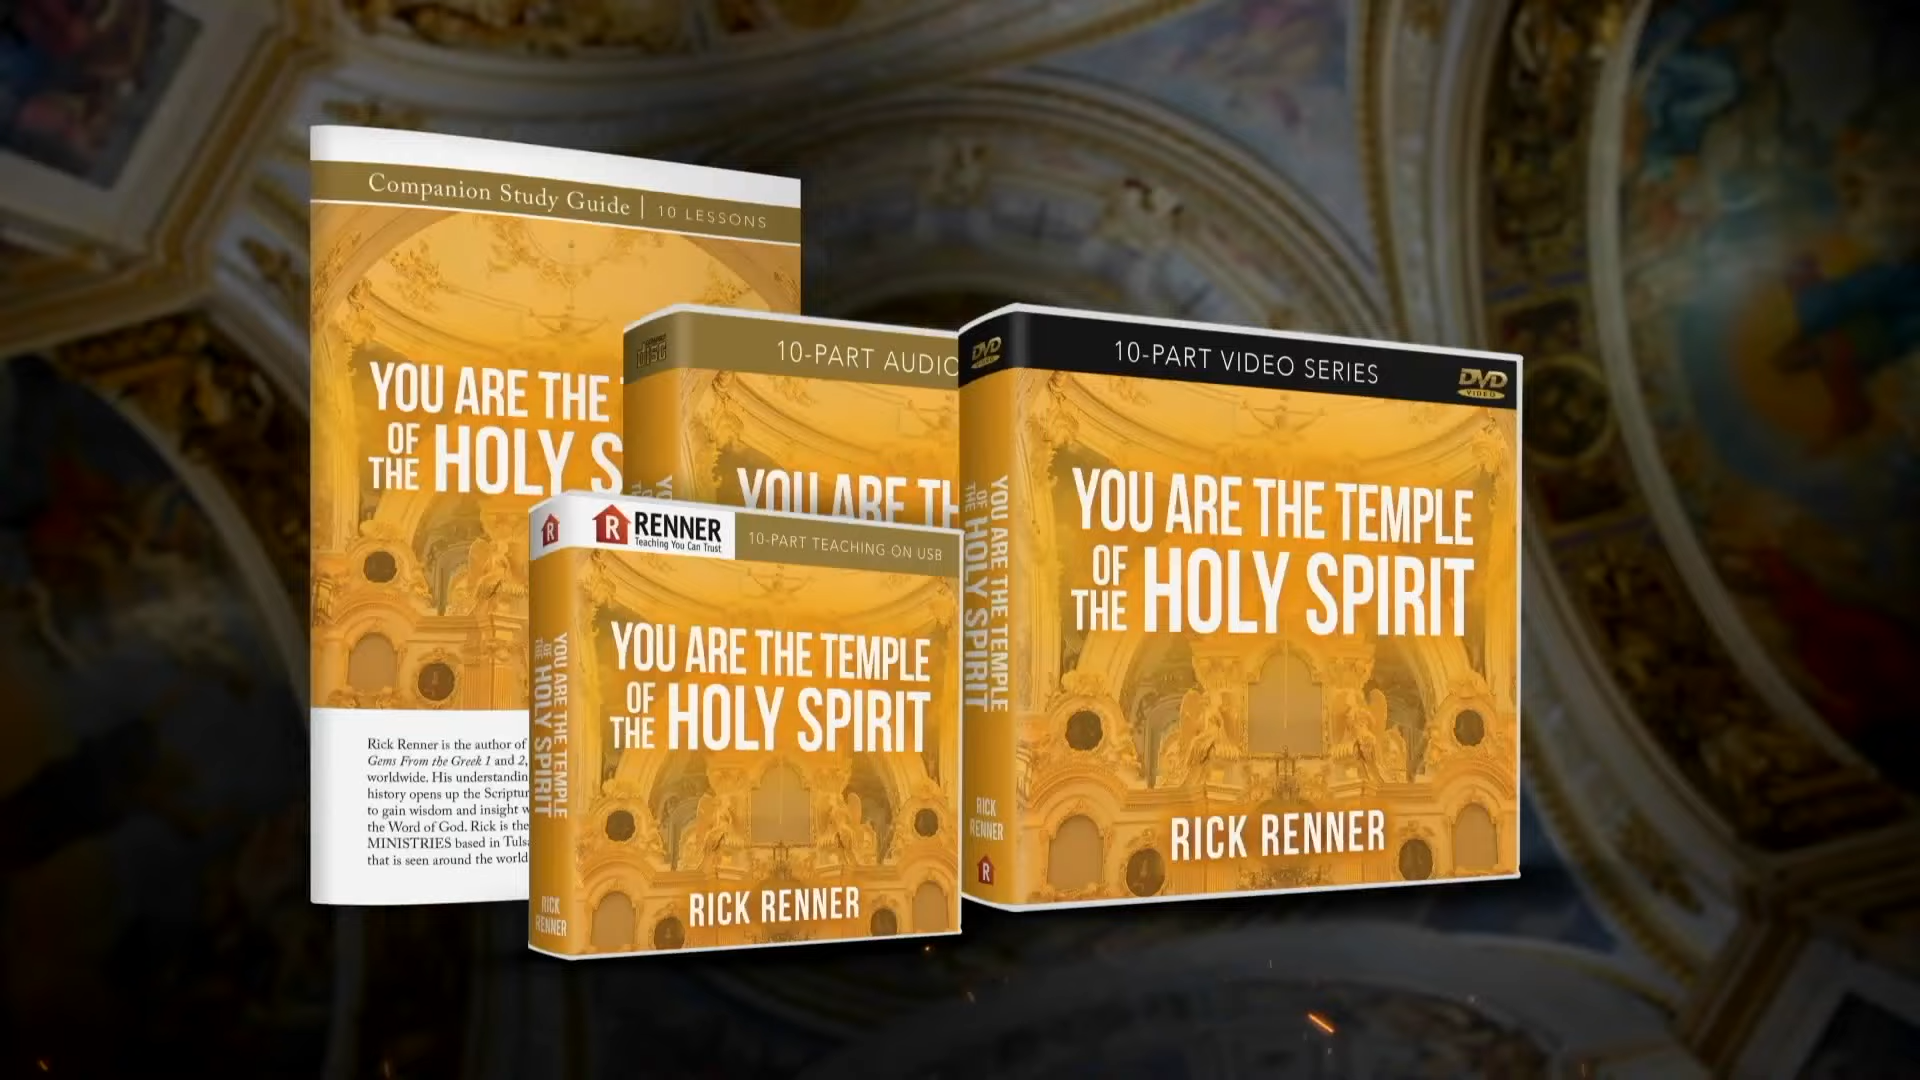 Companion Study Guide | 10 LESSONS
YOU ARE THE
OF
THE HOLY S
Rick Renner is the author of
Gems From the Greek 1 and 2,
worldwide. His
history opens up the
to gain wisdom and insight
the Word of God. Rick is the
MINISTRIES based in
that is seen around the world
disc
10-PART AUDIO
YOU ARE TH
R RENNER
Teaching You Can Trust
10-PART TEACHING ON USB
YOU ARE THE TEMPLE
OF
THE HOLY SPIRIT
RICK RENNER
R
YOU ARE THE TEMPLE
OF
THE HOLY SPIRIT
RICK
RENNER
DVD
VIDEO
10-PART VIDEO SERIES
DVD
VIDEO
YOU ARE THE TEMPLE
OF
THE HOLY SPIRIT
RICK RENNER
YOU ARE THE TEMPLE
OF
THE HOLY SPIRIT
RICK
RENNER
R